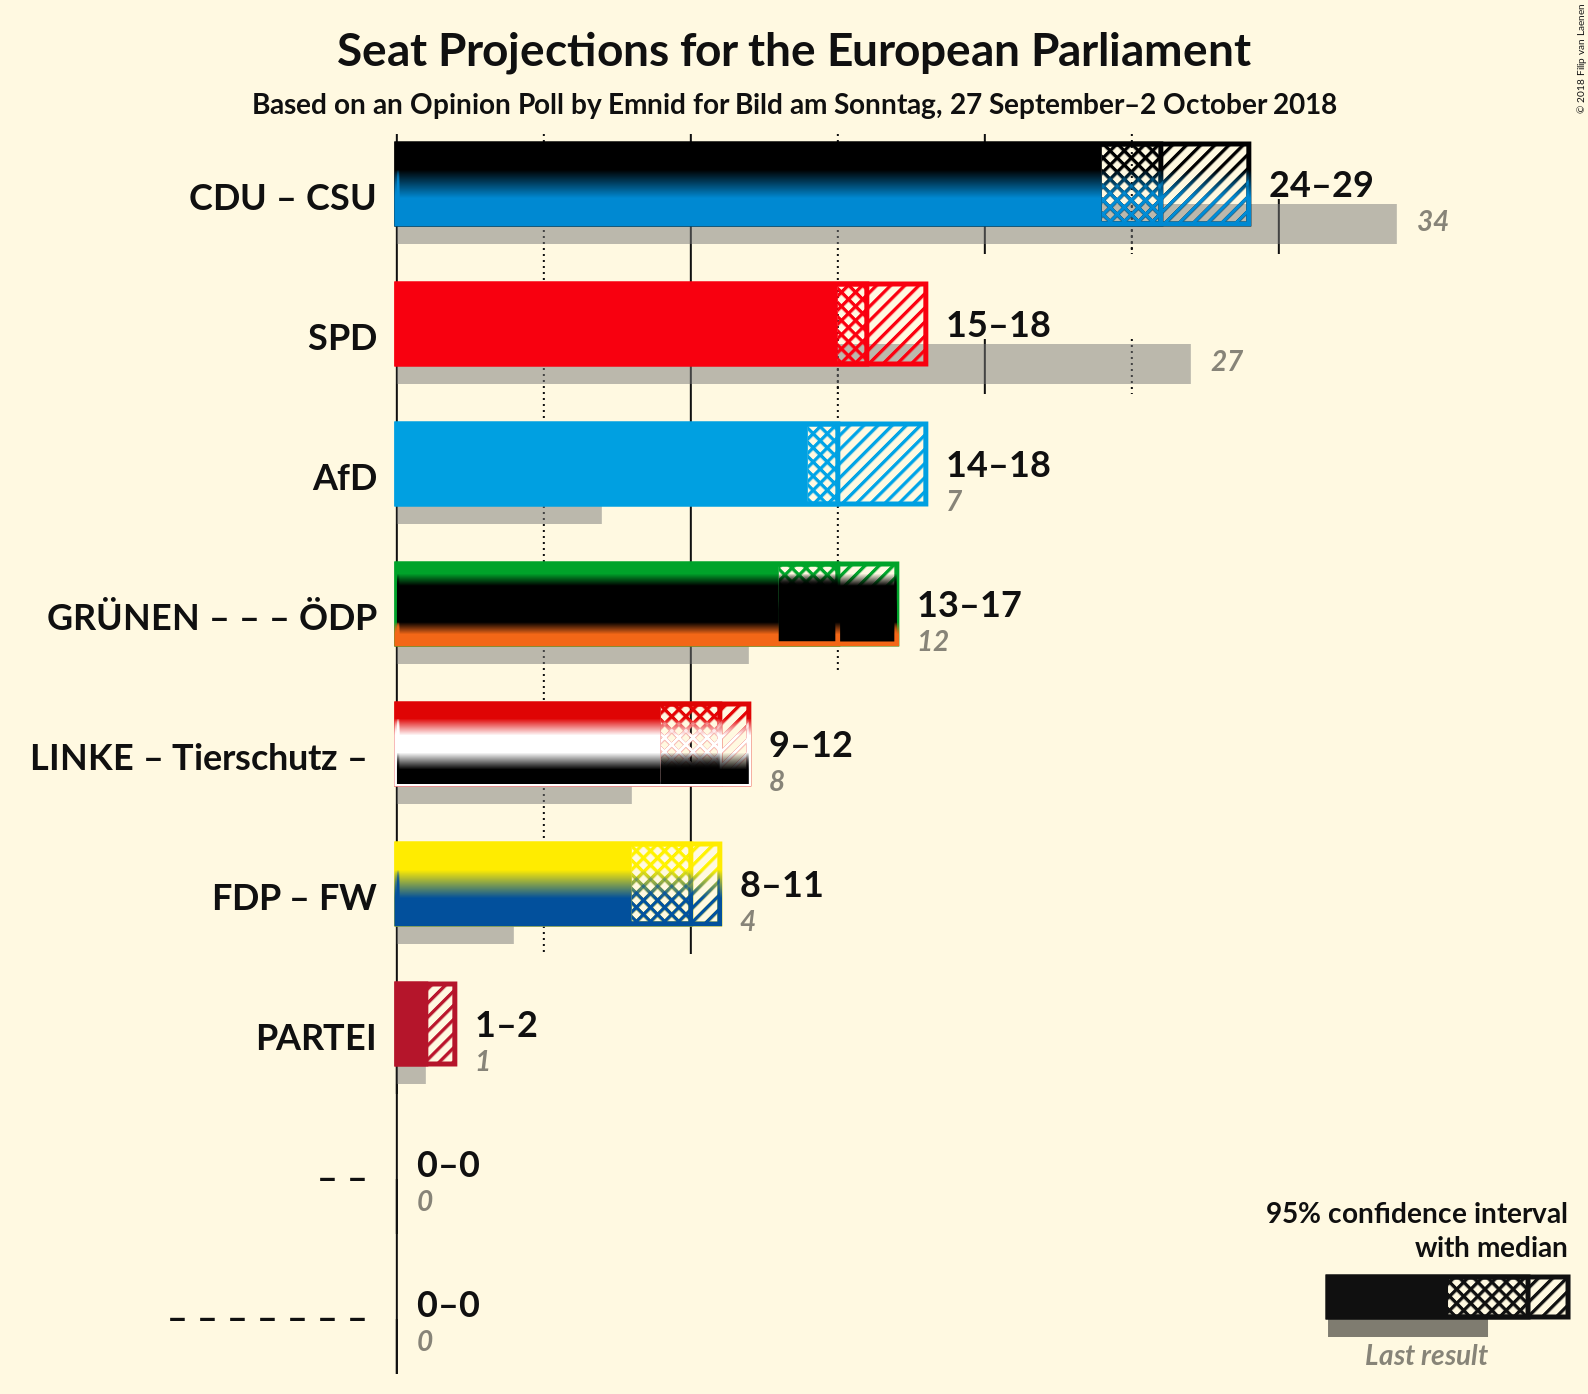 Seat Projections for the European Parliament
Based on an Opinion Poll by Emnid for Bild am Sonntag, 27 September–2 October 2018
© 2018 Filip van Laenen
CDU – CSU
24–29
34
SPD
15–18
27
AfD
14–18
7
GRÜNEN – – – ÖDP
13–17
12
LINKE – Tierschutz –
9–12
8
FDP – FW
8–11
4
PARTEI
1–2
1
– –
0–0
0
– – – – – – –
0–0
0
95% confidence interval
with median
Last result